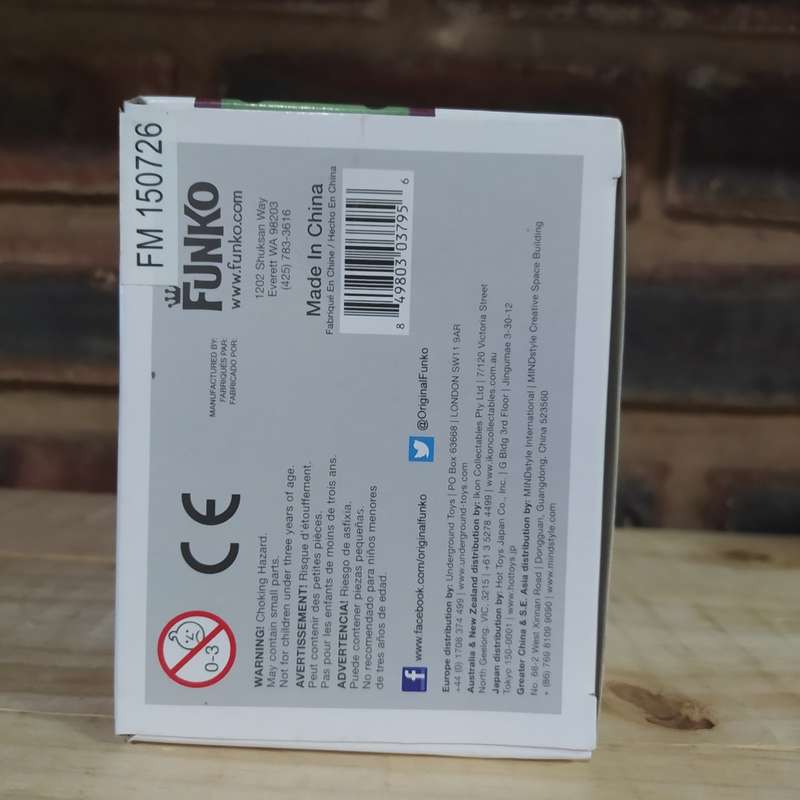 FM 150726
FUNKO
www.funko.com
1202 Shuksan Way
Everett WA 98203
(425) 783-3616
Made In China
Fabriqué En Chine / Hecho En China
8 49803 03795 6
MANUFACTURED BY:
FABRIQUÉS PAR:
FABRICADO POR:
CE
0-3
WARNING! Choking Hazard.
May contain small parts.
Not for children under three years of age.
AVERTISSEMENT! Risque d'étouffement.
Peut contenir des petites pièces.
Pas pour les enfants de moins de trois ans.
ADVERTENCIA! Riesgo de asfixia.
Puede contener piezas pequeñas.
No recomendado para niños menores
de tres años de edad.
f www.facebook.com/originalfunko
@OriginalFunko
Europe distribution by: Underground Toys | PO Box 63668 | LONDON SW11 9AR
+44 (0) 1708 374 499 | www.underground-toys.com
Australia & New Zealand distribution by: Ikon Collectables Pty Ltd | 7/120 Victoria Street
North Geelong, VIC, 3215 | +61 3 5278 4499 | www.ikoncollectables.com.au
Japan distribution by: Hot Toys Japan Co., Inc. | G Bldg 3rd Floor | Jingumae 3-30-12
Tokyo 150-0001 | www.hottoys.jp
Greater China & S.E. Asia distribution by: MINDstyle International | MINDstyle Creative Space Building
No. 68-2 West Xinnan Road | Dongguan, Guangdong, China 523560
+ (86) 769 8109 9090 | www.mindstyle.com